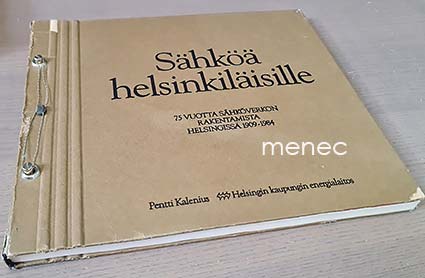 Sähköä
helsinkiläisille
75 VUOTTA SÄHKÖVERKON
RAKENTAMISTA
HELSINGISSÄ 1909-1984
menec
Pentti Kalenius Helsingin kaupungin energialaitos